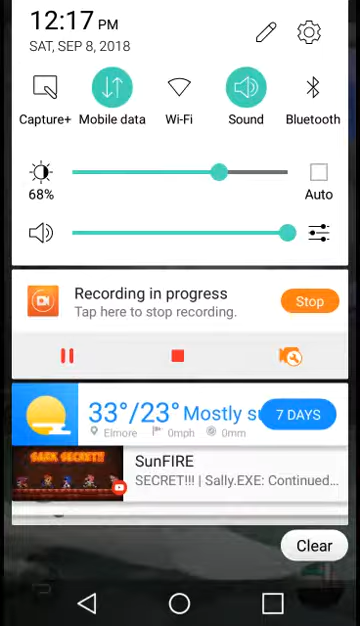 12:17 PM
SAT, SEP 8, 2018
Capture+ Mobile data Wi-Fi Sound Bluetooth
68% Auto
Recording in progress
Tap here to stop recording.
Stop
33°/23° Mostly s
7 DAYS
Elmore 0mph 0mm
DARK SECRET!!
SunFIRE
SECRET!!! | Sally.EXE: Continued...
Clear